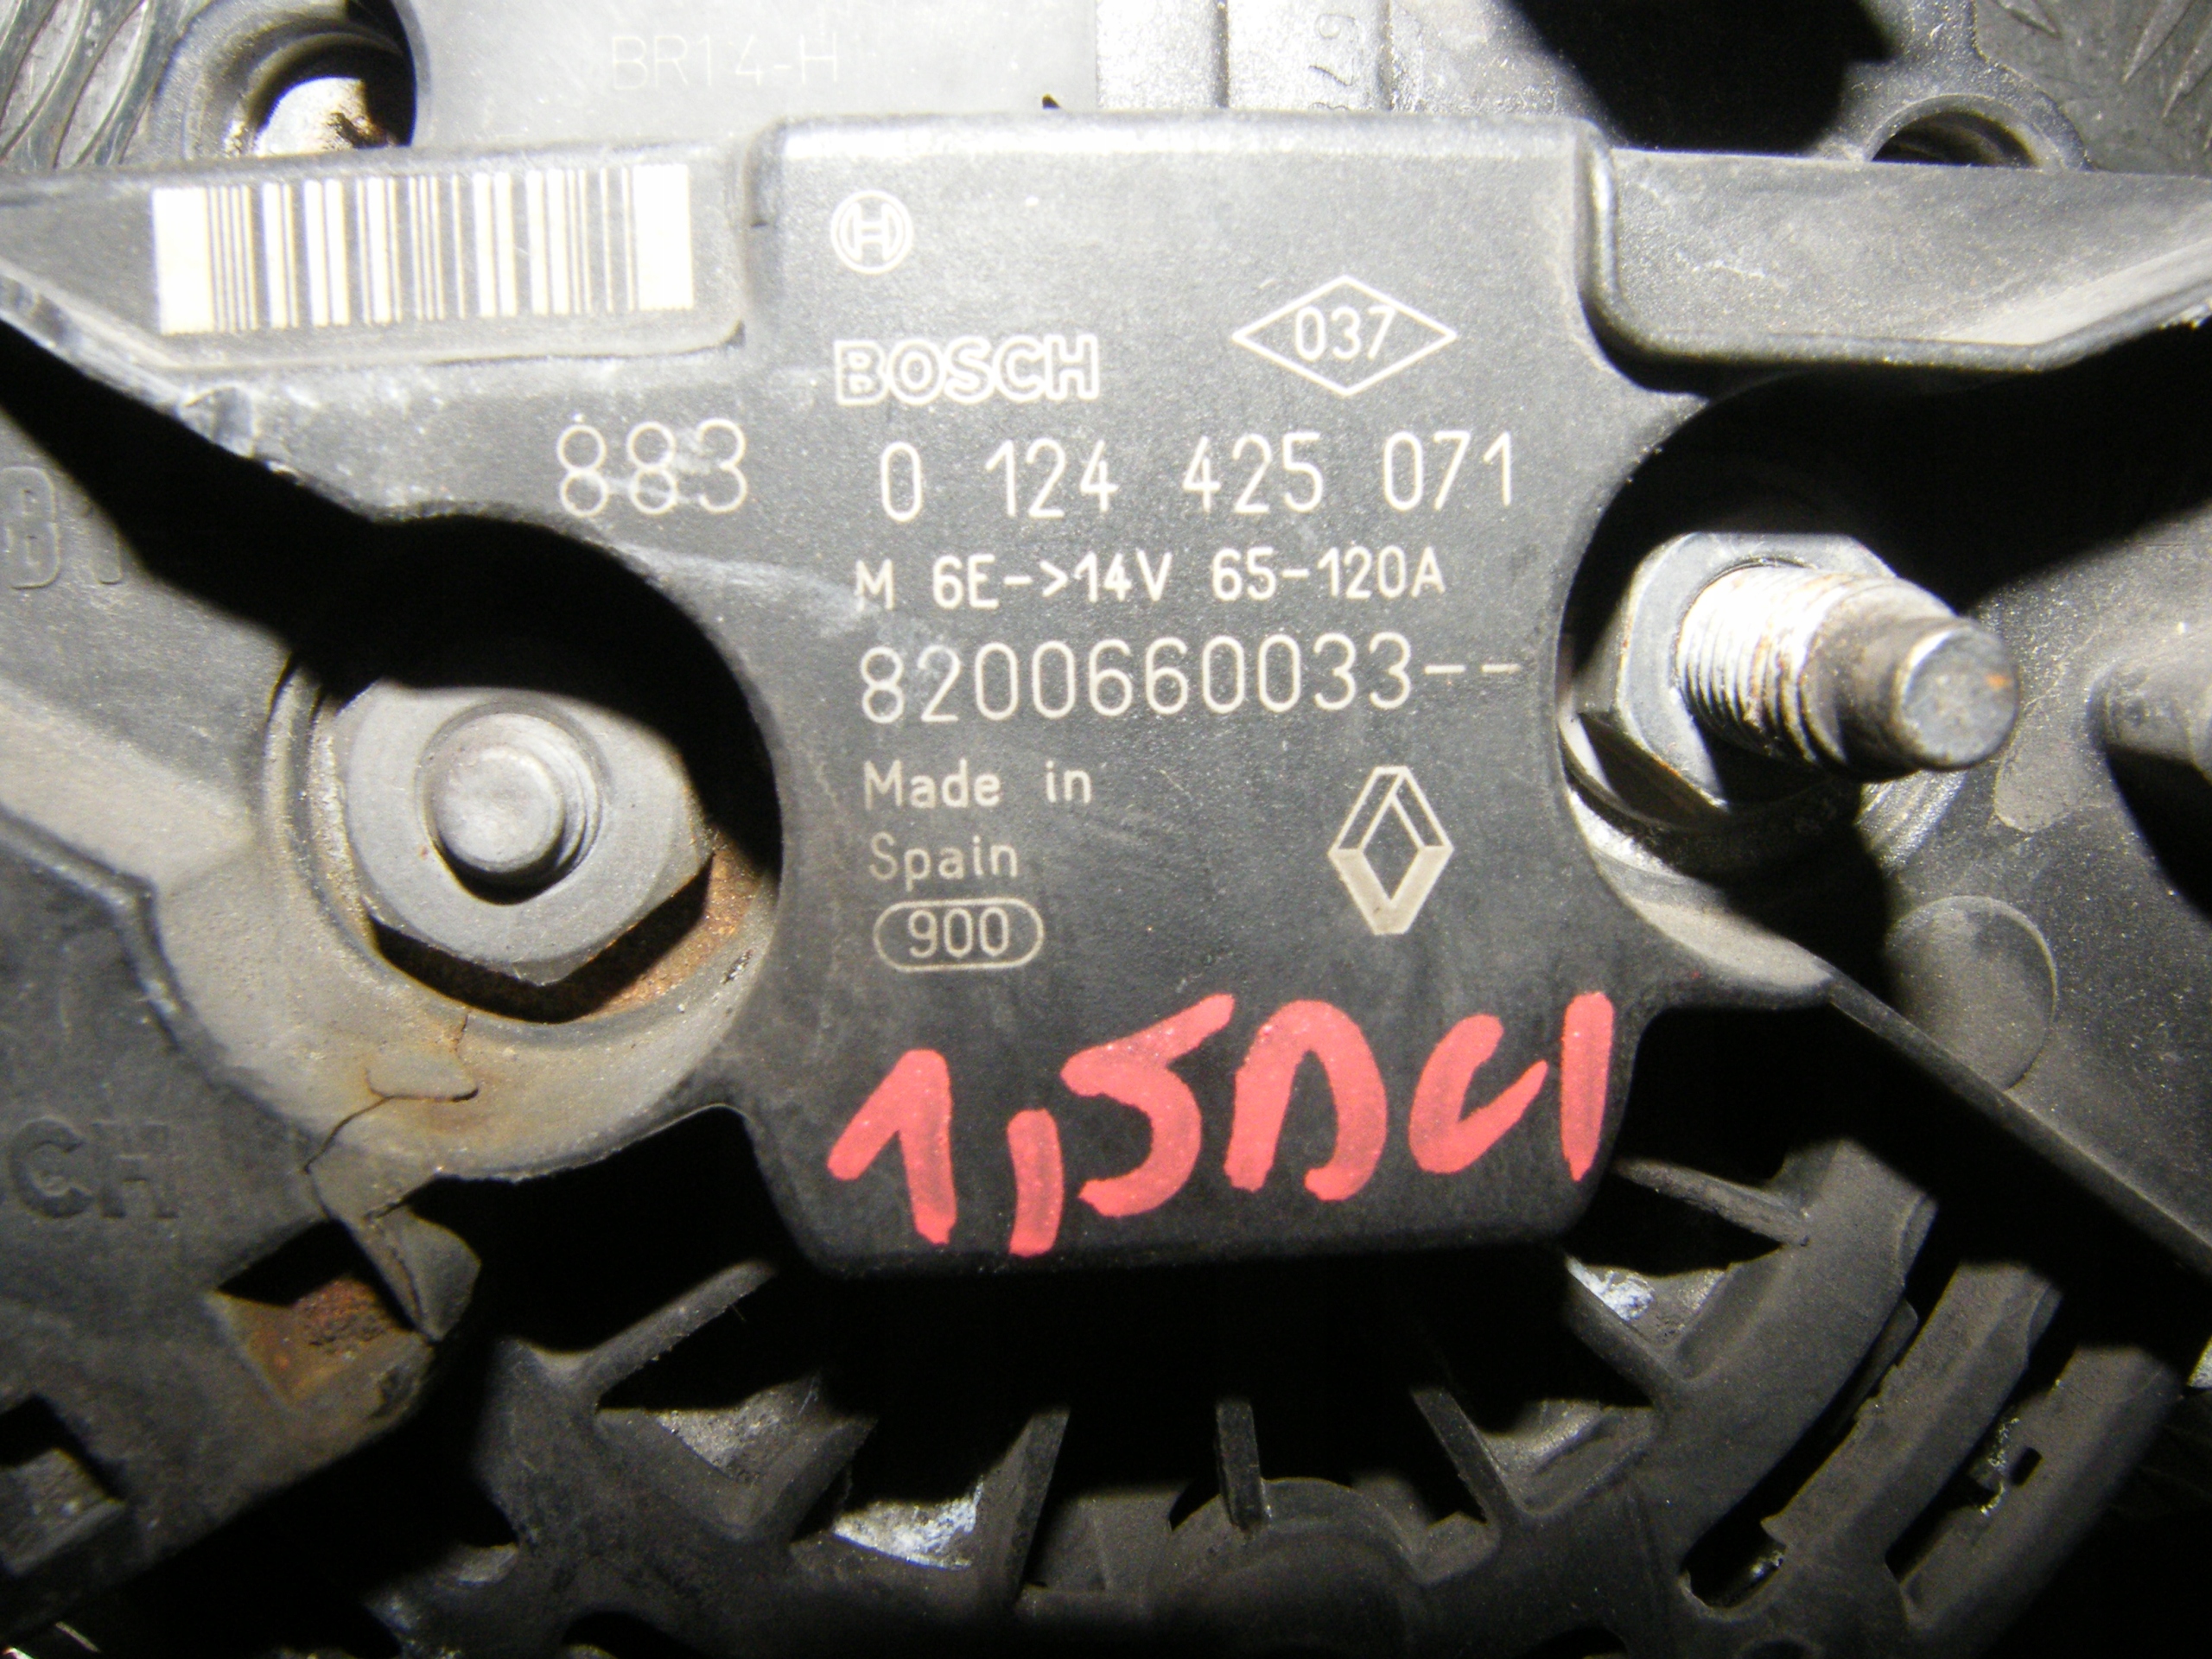 BR14-H
H
BOSCH
037
883
0 124 425 071
M 6E->14V 65-120A
8200660033--
Made in
Spain
900
1,5DCI
CH